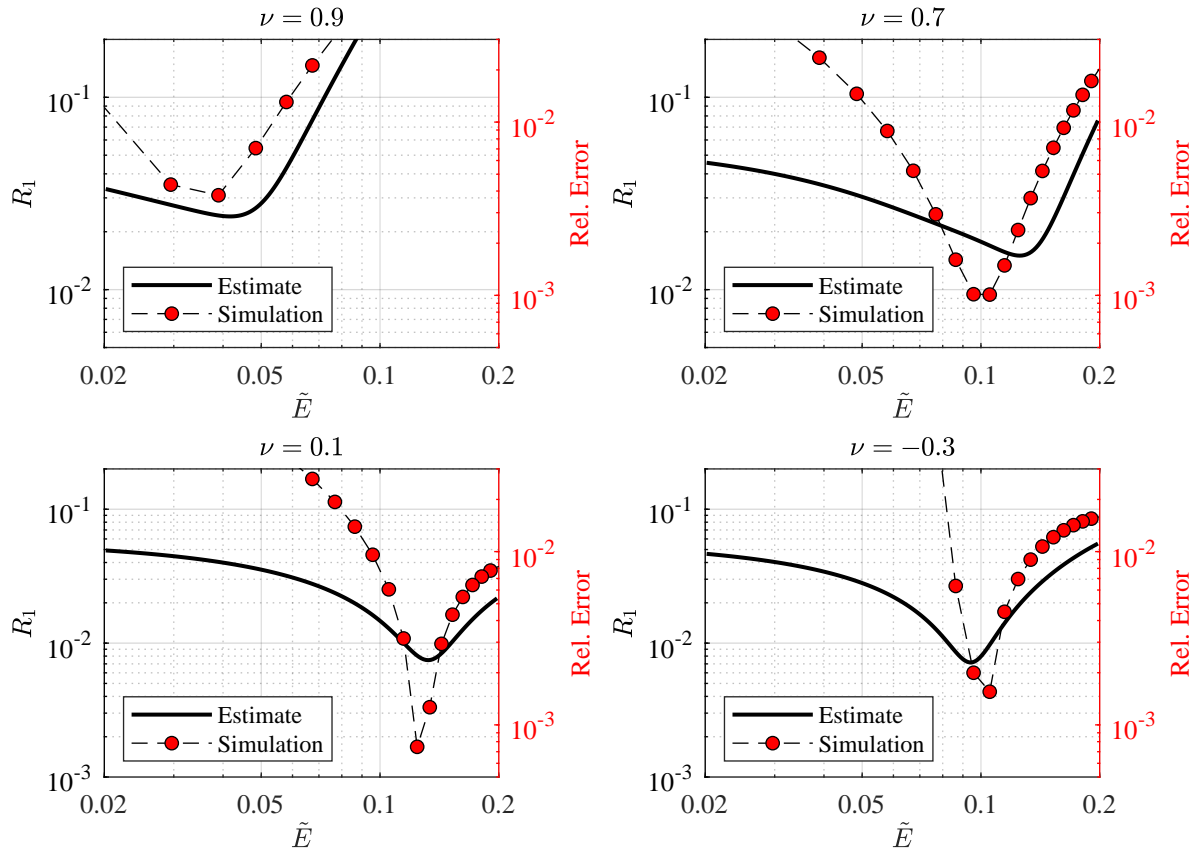 ν = 0.9
R₁
10⁻¹
10⁻²
Estimate
Simulation
10⁻²
10⁻³
Rel. Error
0.02 0.05 0.1 0.2
Ẽ
ν = 0.7
R₁
10⁻¹
10⁻²
Estimate
Simulation
10⁻²
10⁻³
Rel. Error
0.02 0.05 0.1 0.2
Ẽ
ν = 0.1
R₁
10⁻¹
10⁻²
10⁻³
Estimate
Simulation
10⁻²
10⁻³
Rel. Error
0.02 0.05 0.1 0.2
Ẽ
ν = −0.3
R₁
10⁻¹
10⁻²
10⁻³
Estimate
Simulation
10⁻²
10⁻³
Rel. Error
0.02 0.05 0.1 0.2
Ẽ